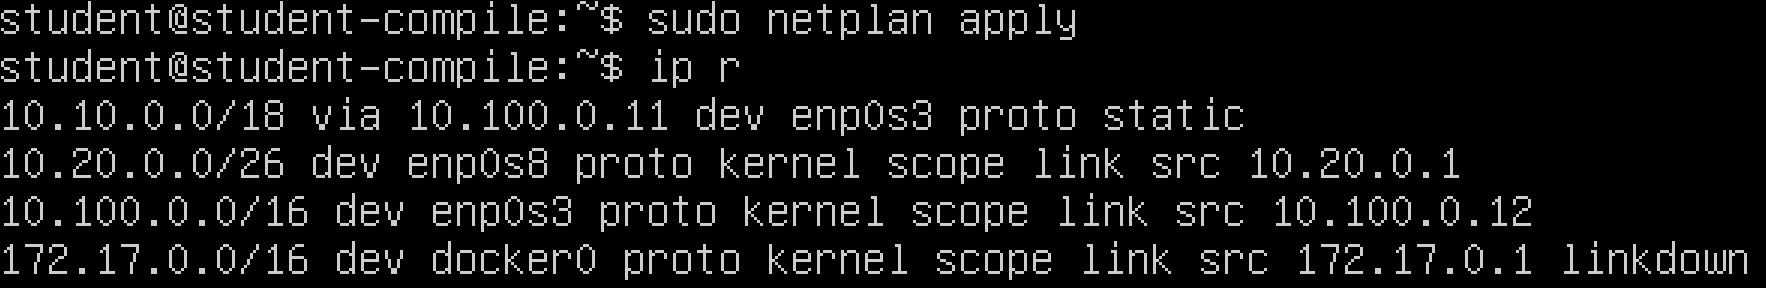 student@student-compile:~$ sudo netplan apply
student@student-compile:~$ ip r
10.10.0.0/18 via 10.100.0.11 dev enp0s3 proto static
10.20.0.0/26 dev enp0s8 proto kernel scope link src 10.20.0.1
10.100.0.0/16 dev enp0s3 proto kernel scope link src 10.100.0.12
172.17.0.0/16 dev docker0 proto kernel scope link src 172.17.0.1 linkdown